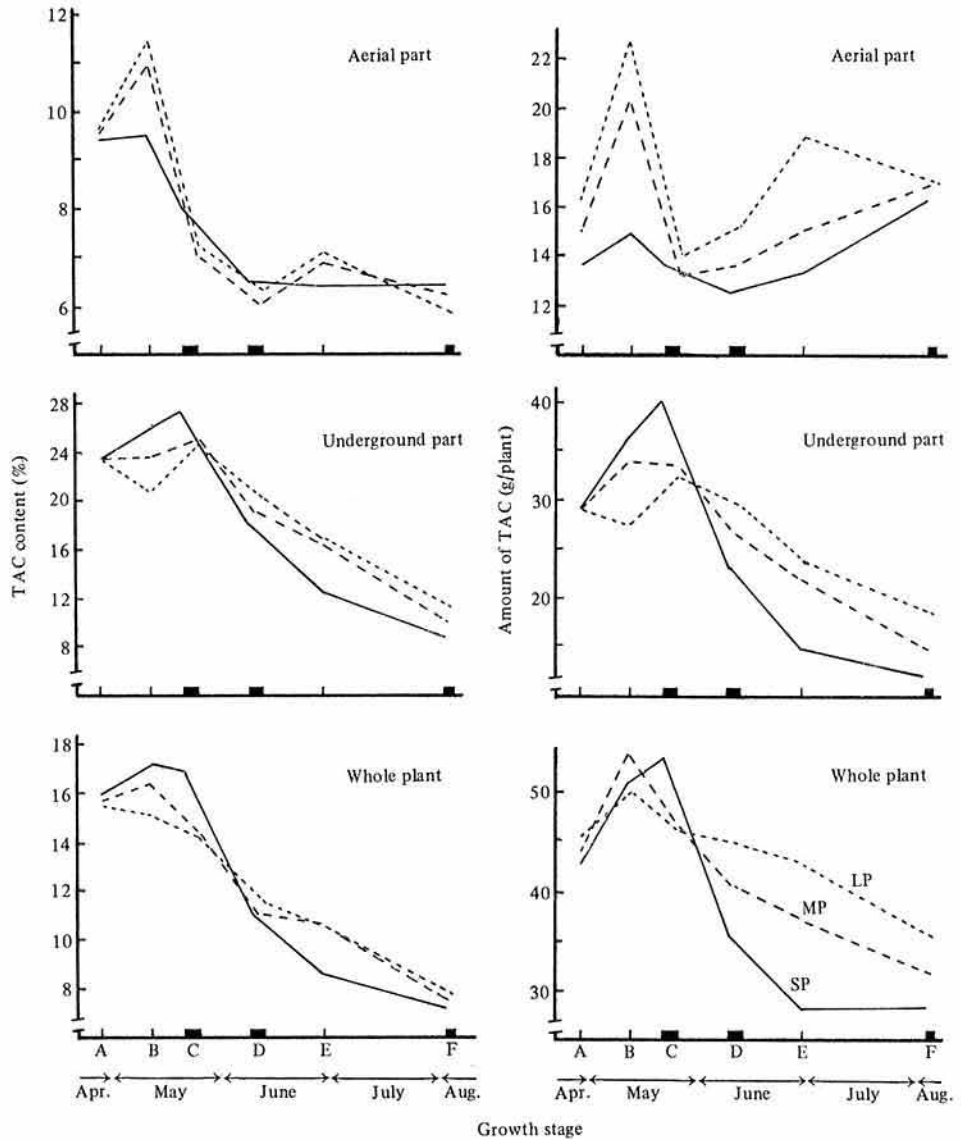 12
10
8
6
Aerial part
22
20
18
16
14
12
Aerial part
TAC content (%)
28
24
20
16
12
8
Underground part
Amount of TAC (g/plant)
40
30
20
Underground part
18
16
14
12
10
8
Whole plant
A B C D E F
Apr. May June July Aug.
50
40
30
Whole plant
LP
MP
SP
A B C D E F
Apr. May June July Aug.
Growth stage